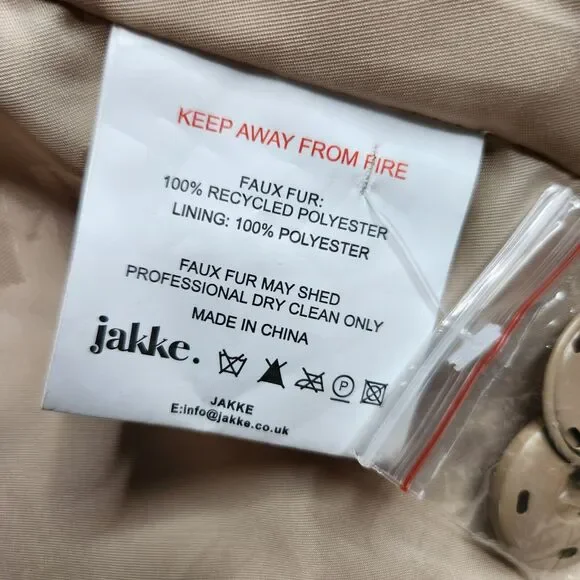 KEEP AWAY FROM FIRE
FAUX FUR:
100% RECYCLED POLYESTER
LINING: 100% POLYESTER
FAUX FUR MAY SHED
PROFESSIONAL DRY CLEAN ONLY
MADE IN CHINA
jakke.
P
JAKKE
E:info@jakke.co.uk